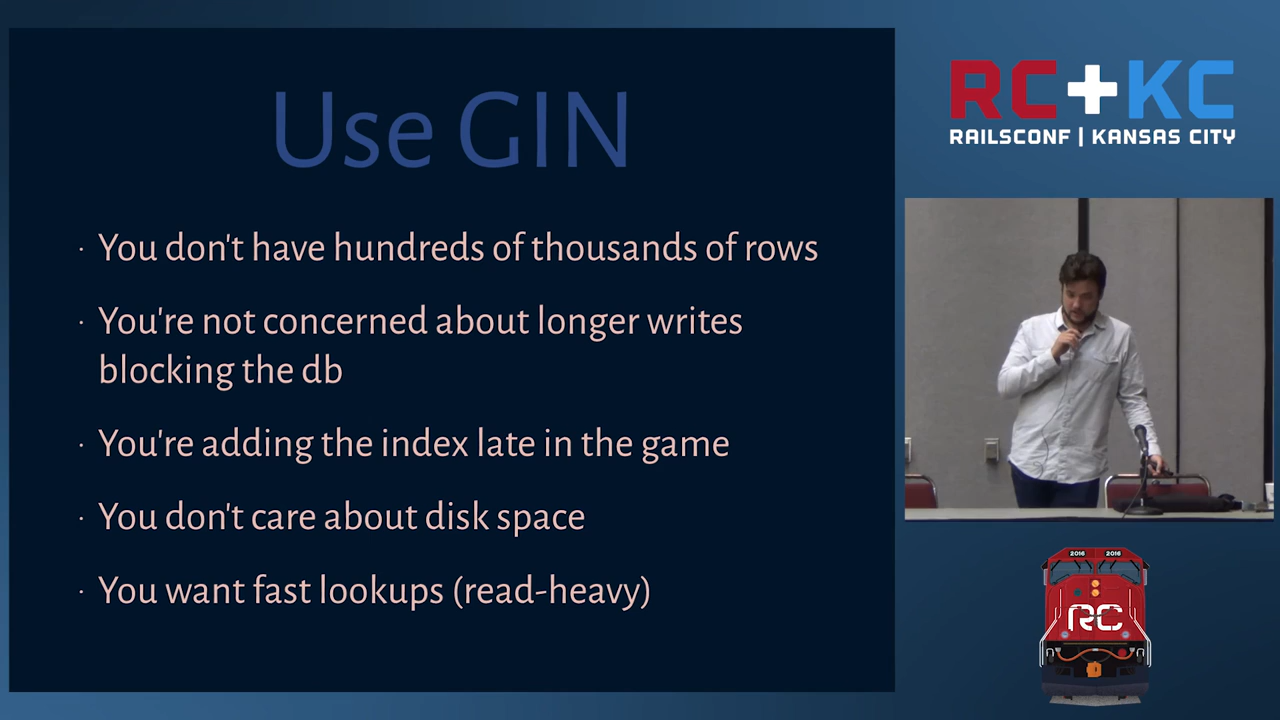 Use GIN
· You don't have hundreds of thousands of rows
· You're not concerned about longer writes
blocking the db
· You're adding the index late in the game
· You don't care about disk space
· You want fast lookups (read-heavy)
RC+KC
RAILSCONF | KANSAS CITY
2016 2016
RC